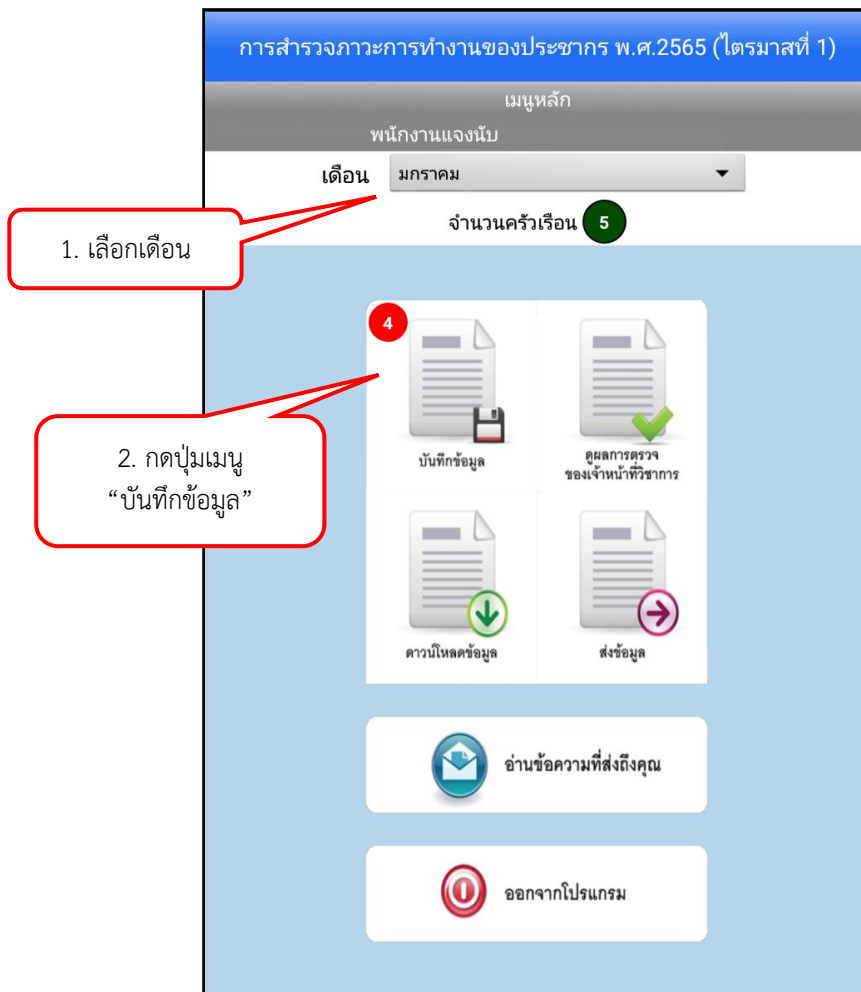 การสำรวจภาวะการทำงานของประชากร พ.ศ.2565 (ไตรมาสที่ 1)
เมนูหลัก
พนักงานแจงนับ
เดือน มกราคม
1. เลือกเดือน
จำนวนครัวเรือน 5
4
บันทึกข้อมูล
ดูผลการตรวจ
ของเจ้าหน้าที่วิชาการ
2. กดปุ่มเมนู
“บันทึกข้อมูล”
ดาวน์โหลดข้อมูล
ส่งข้อมูล
อ่านข้อความที่ส่งถึงคุณ
ออกจากโปรแกรม